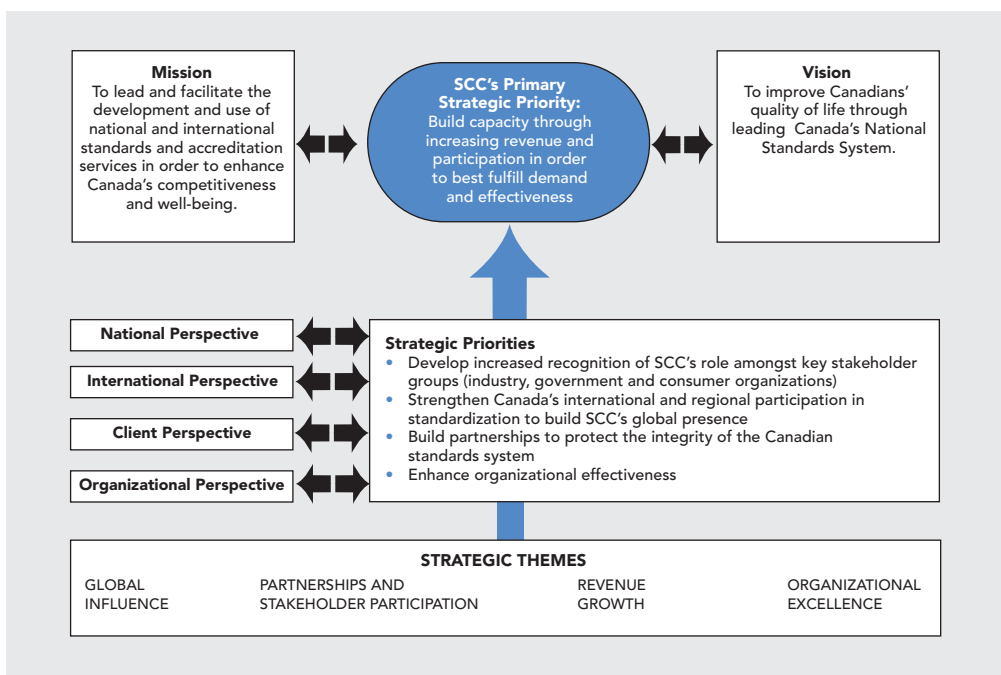 Mission
To lead and facilitate the
development and use of
national and international
standards and accreditation
services in order to enhance
Canada's competitiveness
and well-being.
SCC's Primary
Strategic Priority:
Build capacity through
increasing revenue and
participation in order
to best fulfill demand
and effectiveness
Vision
To improve Canadians'
quality of life through
leading Canada's National
Standards System.
National Perspective
International Perspective
Client Perspective
Organizational Perspective
Strategic Priorities
• Develop increased recognition of SCC's role amongst key stakeholder
groups (industry, government and consumer organizations)
• Strengthen Canada's international and regional participation in
standardization to build SCC's global presence
• Build partnerships to protect the integrity of the Canadian
standards system
• Enhance organizational effectiveness
STRATEGIC THEMES
GLOBAL
INFLUENCE
PARTNERSHIPS AND
STAKEHOLDER PARTICIPATION
REVENUE
GROWTH
ORGANIZATIONAL
EXCELLENCE